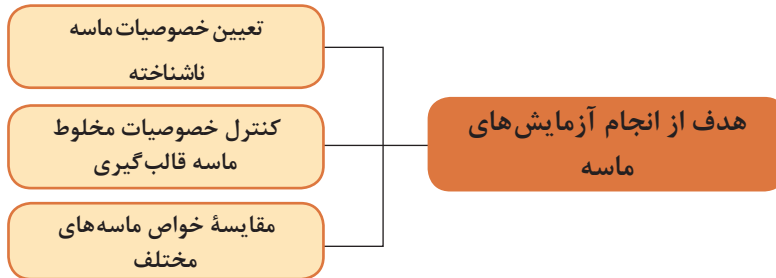 هدف از انجام آزمایش‌های
ماسه
تعیین خصوصیات ماسه
ناشناخته
کنترل خصوصیات مخلوط
ماسه قالب‌گیری
مقایسۀ خواص ماسه‌های
مختلف